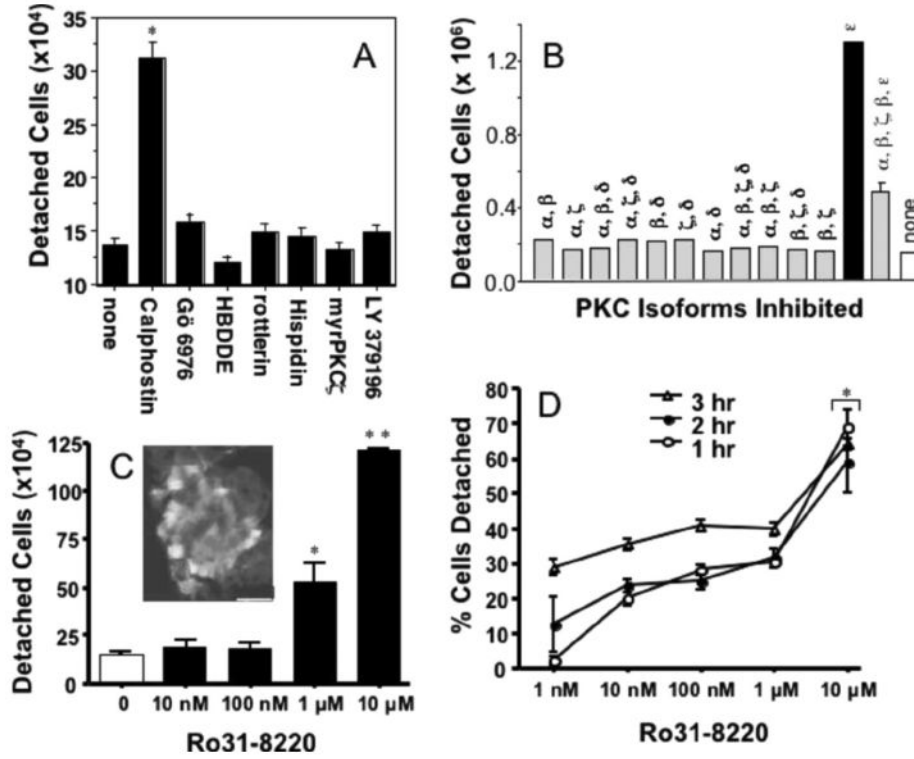 A
Detached Cells (x10⁴)
35
30
25
20
15
10
*
none
Calphostin
Gö 6976
HBDDE
rottlerin
Hispidin
myrPKCζ
LY 379196
B
Detached Cells (x 10⁶)
1.2
0.8
0.4
0.0
α, β
α, ζ
α, β, δ
α, ζ, δ
β, δ
ζ, δ
α, δ
α, β, ζ, δ
α, β, ζ
β, ζ, δ
β, ζ
ε
α, β, ζ, β, ε
none
PKC Isoforms Inhibited
C
Detached Cells (x10⁴)
125
100
75
50
25
0
*
* *
0 10 nM 100 nM 1 µM 10 µM
Ro31-8220
D
% Cells Detached
80
70
60
50
40
30
20
10
0
3 hr
2 hr
1 hr
*
1 nM 10 nM 100 nM 1 µM 10 µM
Ro31-8220